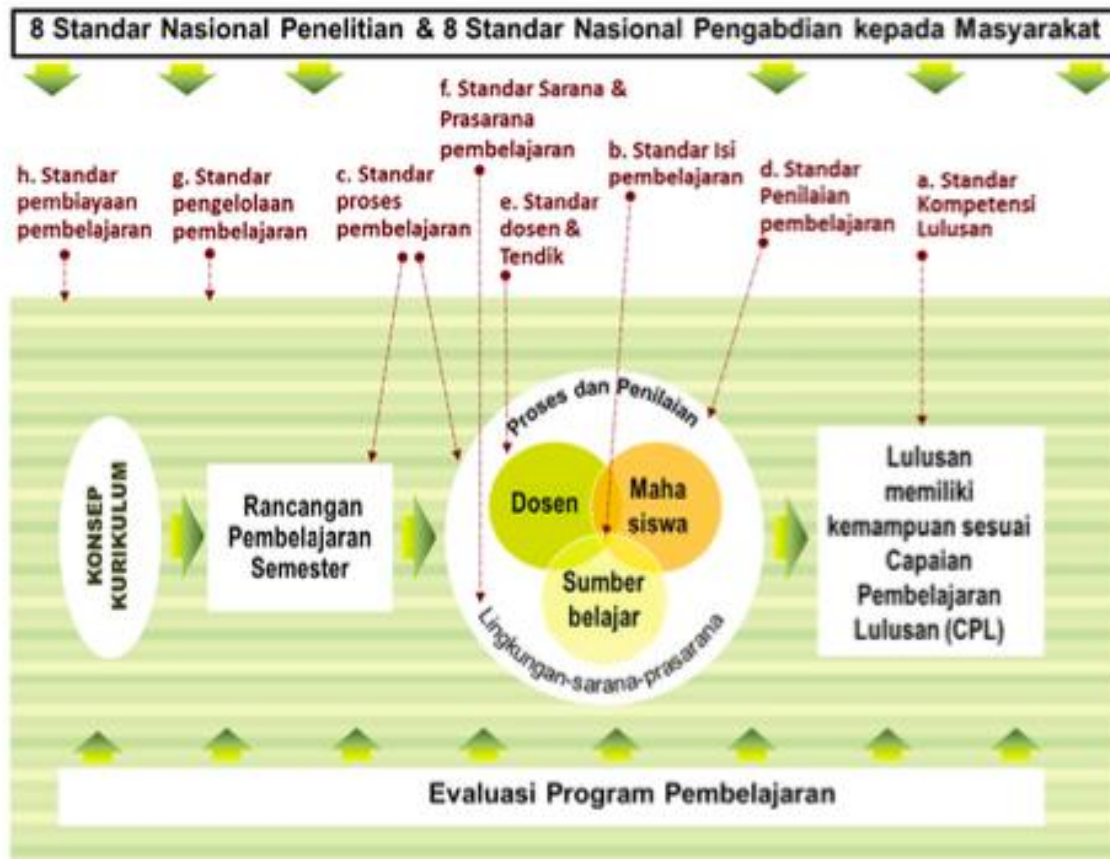 8 Standar Nasional Penelitian & 8 Standar Nasional Pengabdian kepada Masyarakat
h. Standar
pembiayaan
pembelajaran
g. Standar
pengelolaan
pembelajaran
c. Standar
proses
pembelajaran
f. Standar Sarana &
Prasarana
pembelajaran
e. Standar
dosen &
Tendik
b. Standar Isi
pembelajaran
d. Standar
Penilaian
pembelajaran
a. Standar
Kompetensi
Lulusan
KONSEP
KURIKULUM
Rancangan
Pembelajaran
Semester
Proses dan Penilaian
Dosen
Maha
siswa
Sumber
belajar
Lingkungan-sarana-prasarana
Lulusan
memiliki
kemampuan sesuai
Capaian
Pembelajaran
Lulusan (CPL)
Evaluasi Program Pembelajaran